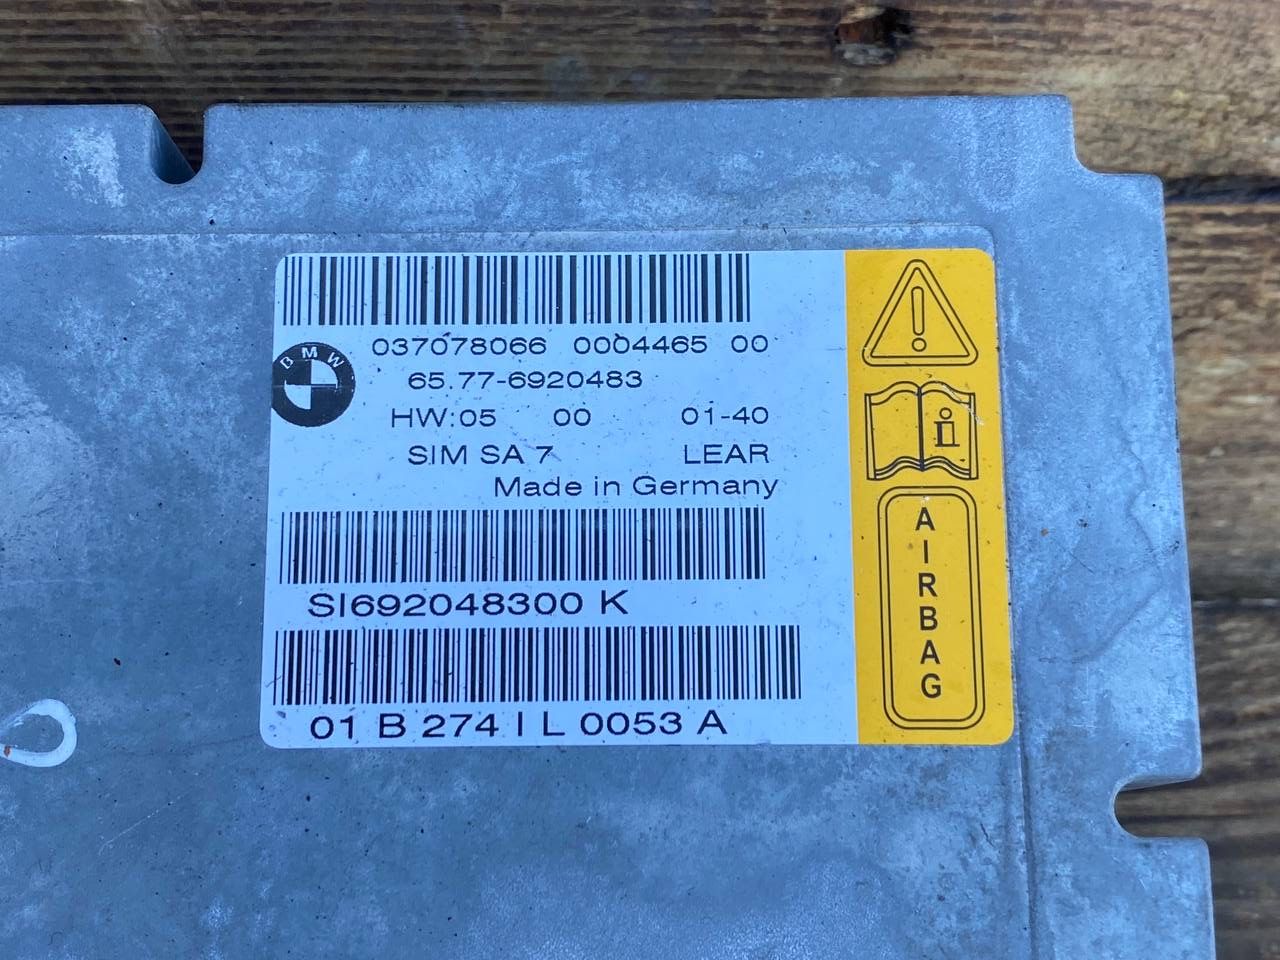 037078066 0004465 00
BMW
65.77-6920483
HW:05 00 01-40
SIM SA 7 LEAR
Made in Germany
SI692048300 K
01 B 274 I L 0053 A
i
AIRBAG